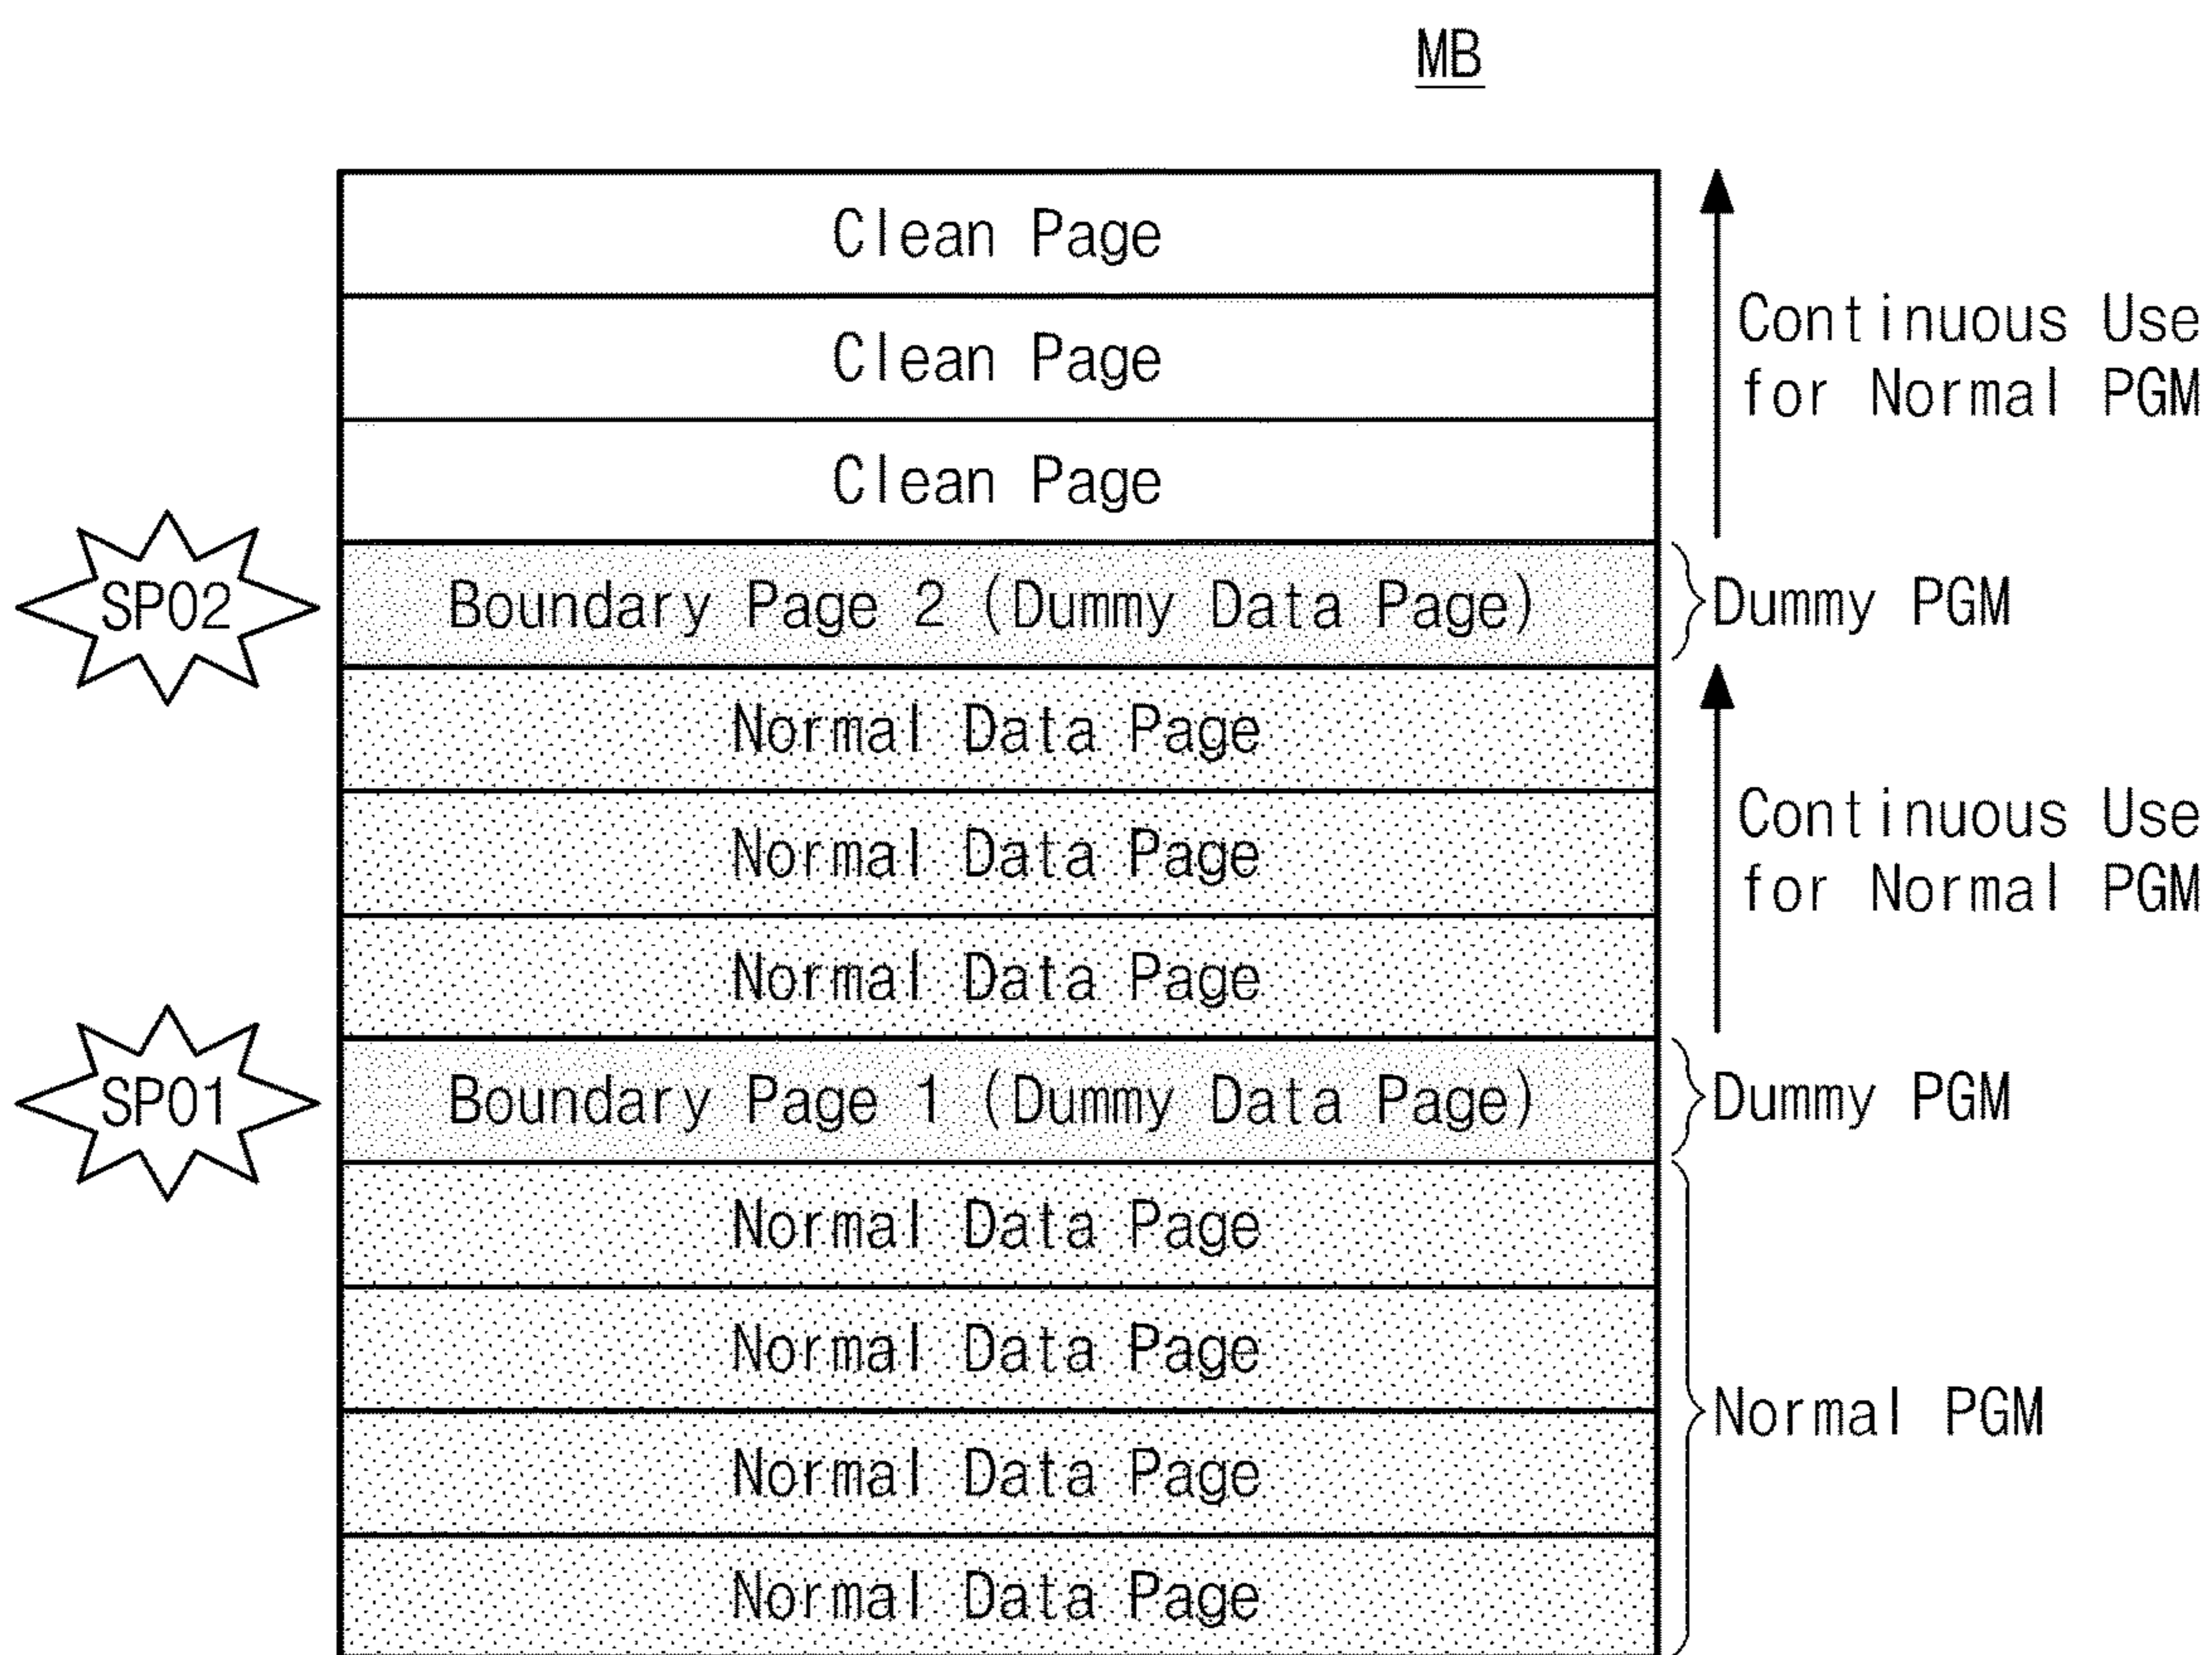 MB
Clean Page
Clean Page
Continuous Use
for Normal PGM
Clean Page
SPO2
Boundary Page 2 (Dummy Data Page)
Dummy PGM
Normal Data Page
Normal Data Page
Continuous Use
for Normal PGM
Normal Data Page
SPO1
Boundary Page 1 (Dummy Data Page)
Dummy PGM
Normal Data Page
Normal Data Page
Normal PGM
Normal Data Page
Normal Data Page